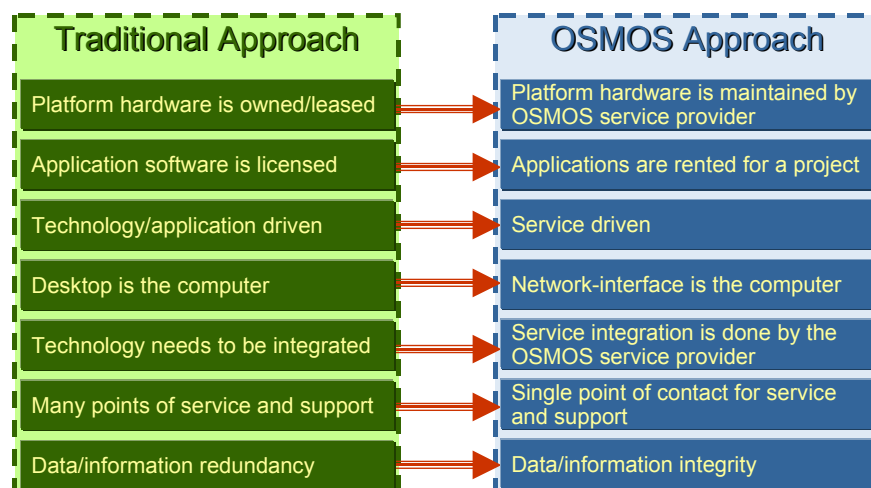 Traditional Approach
OSMOS Approach
Platform hardware is owned/leased
Platform hardware is maintained by
OSMOS service provider
Application software is licensed
Applications are rented for a project
Technology/application driven
Service driven
Desktop is the computer
Network-interface is the computer
Technology needs to be integrated
Service integration is done by the
OSMOS service provider
Many points of service and support
Single point of contact for service
and support
Data/information redundancy
Data/information integrity